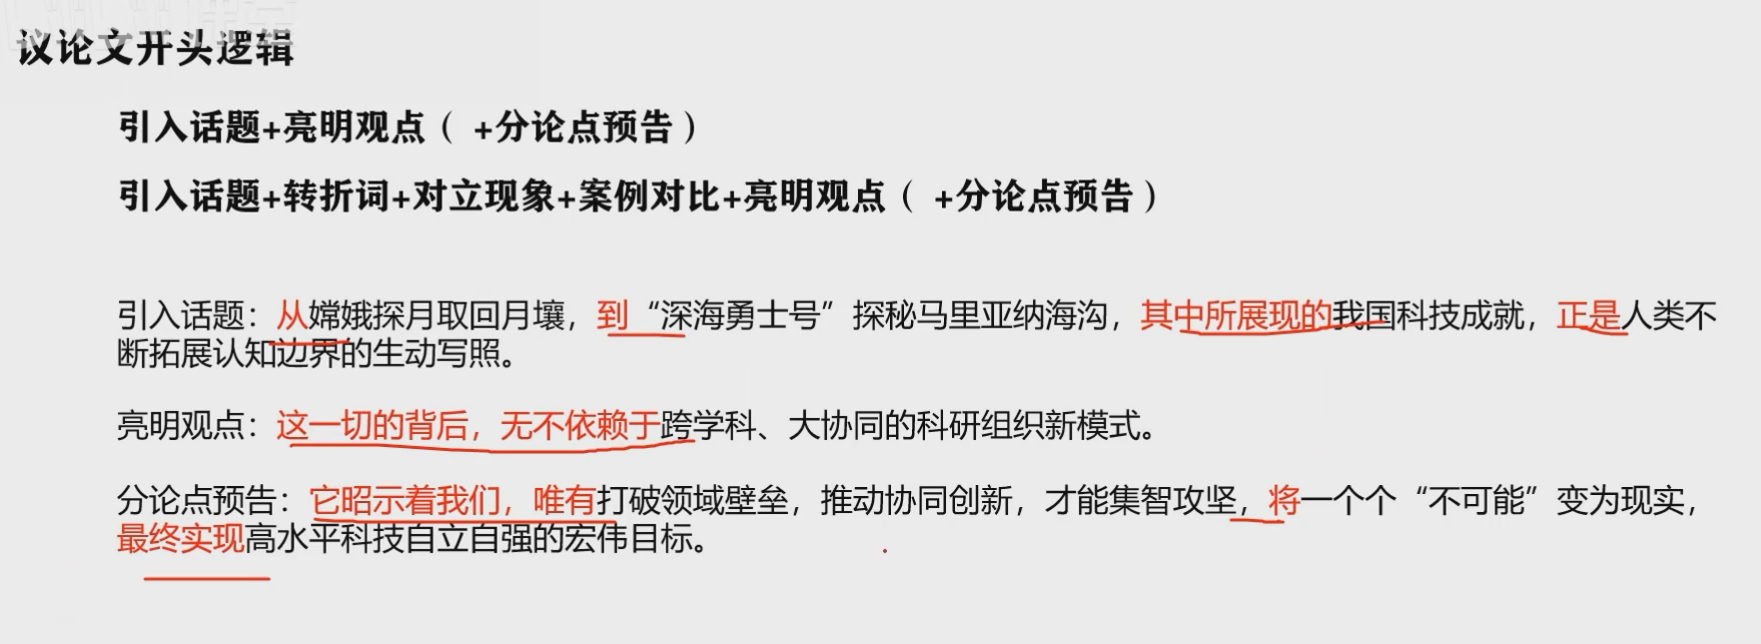 议论文开头逻辑
引入话题+亮明观点（ +分论点预告）
引入话题+转折词+对立现象+案例对比+亮明观点（ +分论点预告）
引入话题：从嫦娥探月取回月壤，到“深海勇士号”探秘马里亚纳海沟，其中所展现的我国科技成就，正是人类不
断拓展认知边界的生动写照。
亮明观点：这一切的背后，无不依赖于跨学科、大协同的科研组织新模式。
分论点预告：它昭示着我们，唯有打破领域壁垒，推动协同创新，才能集智攻坚，将一个个“不可能”变为现实，
最终实现高水平科技自立自强的宏伟目标。